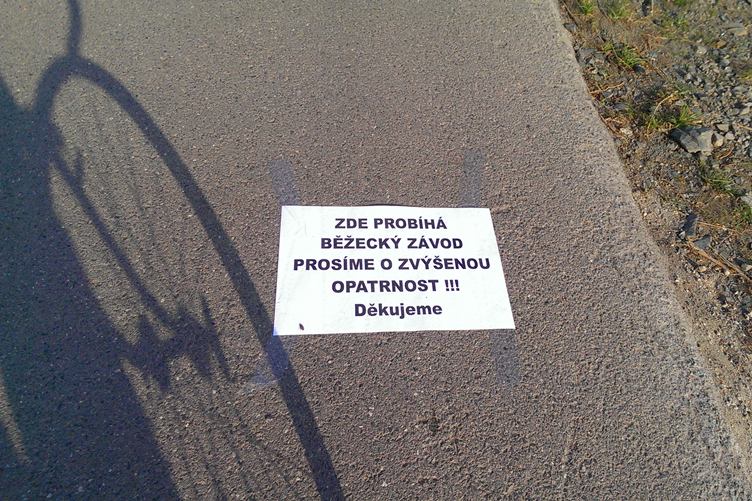 ZDE PROBÍHÁ
BĚŽECKÝ ZÁVOD
PROSÍME O ZVÝŠENOU
OPATRNOST !!!
Děkujeme